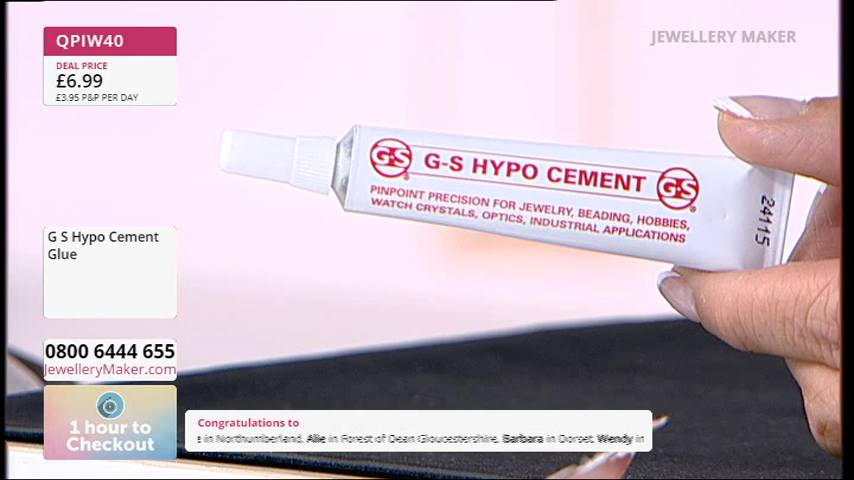 QPIW40
DEAL PRICE
£6.99
£3.95 P&P PER DAY
JEWELLERY MAKER
G-S
G-S HYPO CEMENT
G-S
PINPOINT PRECISION FOR JEWELRY, BEADING, HOBBIES,
WATCH CRYSTALS, OPTICS, INDUSTRIAL APPLICATIONS
24115
G S Hypo Cement
Glue
0800 6444 655
JewelleryMaker.com
1 hour to
Checkout
Congratulations to
in Northumberland, Alie in Forest of Dean Gloucestershire, Barbara in Dorset, Wendy in